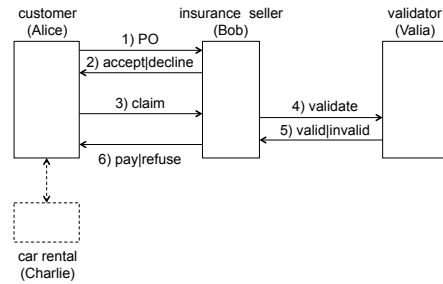 customer
(Alice)
insurance seller
(Bob)
validator
(Valia)
1) PO
2) accept|decline
3) claim
4) validate
5) valid|invalid
6) pay|refuse
car rental
(Charlie)